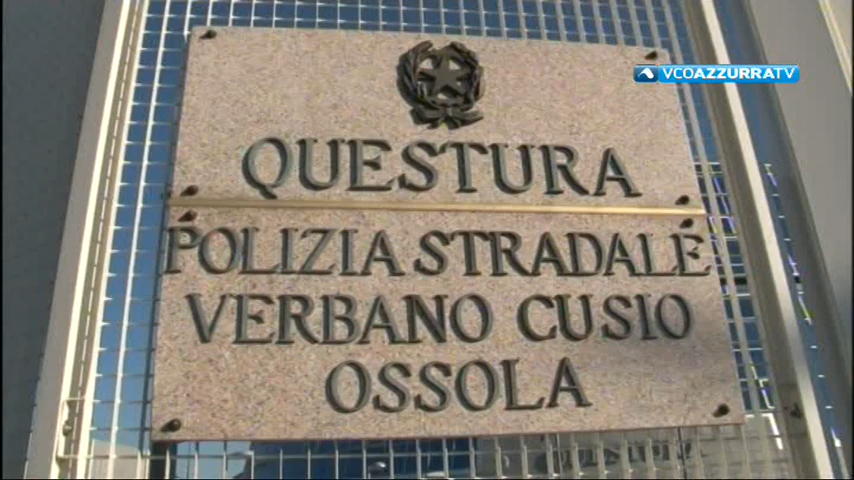 VCOAZZURRATV
QUESTURA
POLIZIA STRADALE
VERBANO CUSIO
OSSOLA